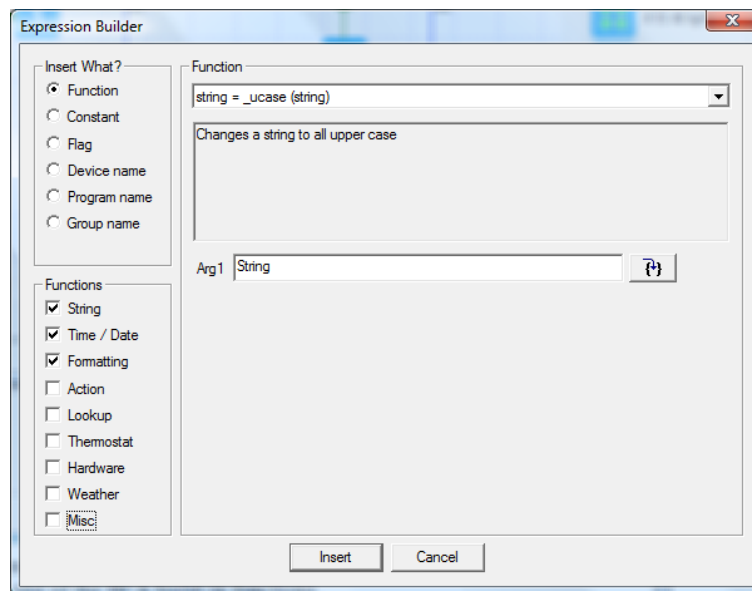 Expression Builder
Insert What?
Function
Constant
Flag
Device name
Program name
Group name
Functions
String
Time / Date
Formatting
Action
Lookup
Thermostat
Hardware
Weather
Misc
Function
string = _ucase (string)
Changes a string to all upper case
Arg1 String
{+}
Insert Cancel